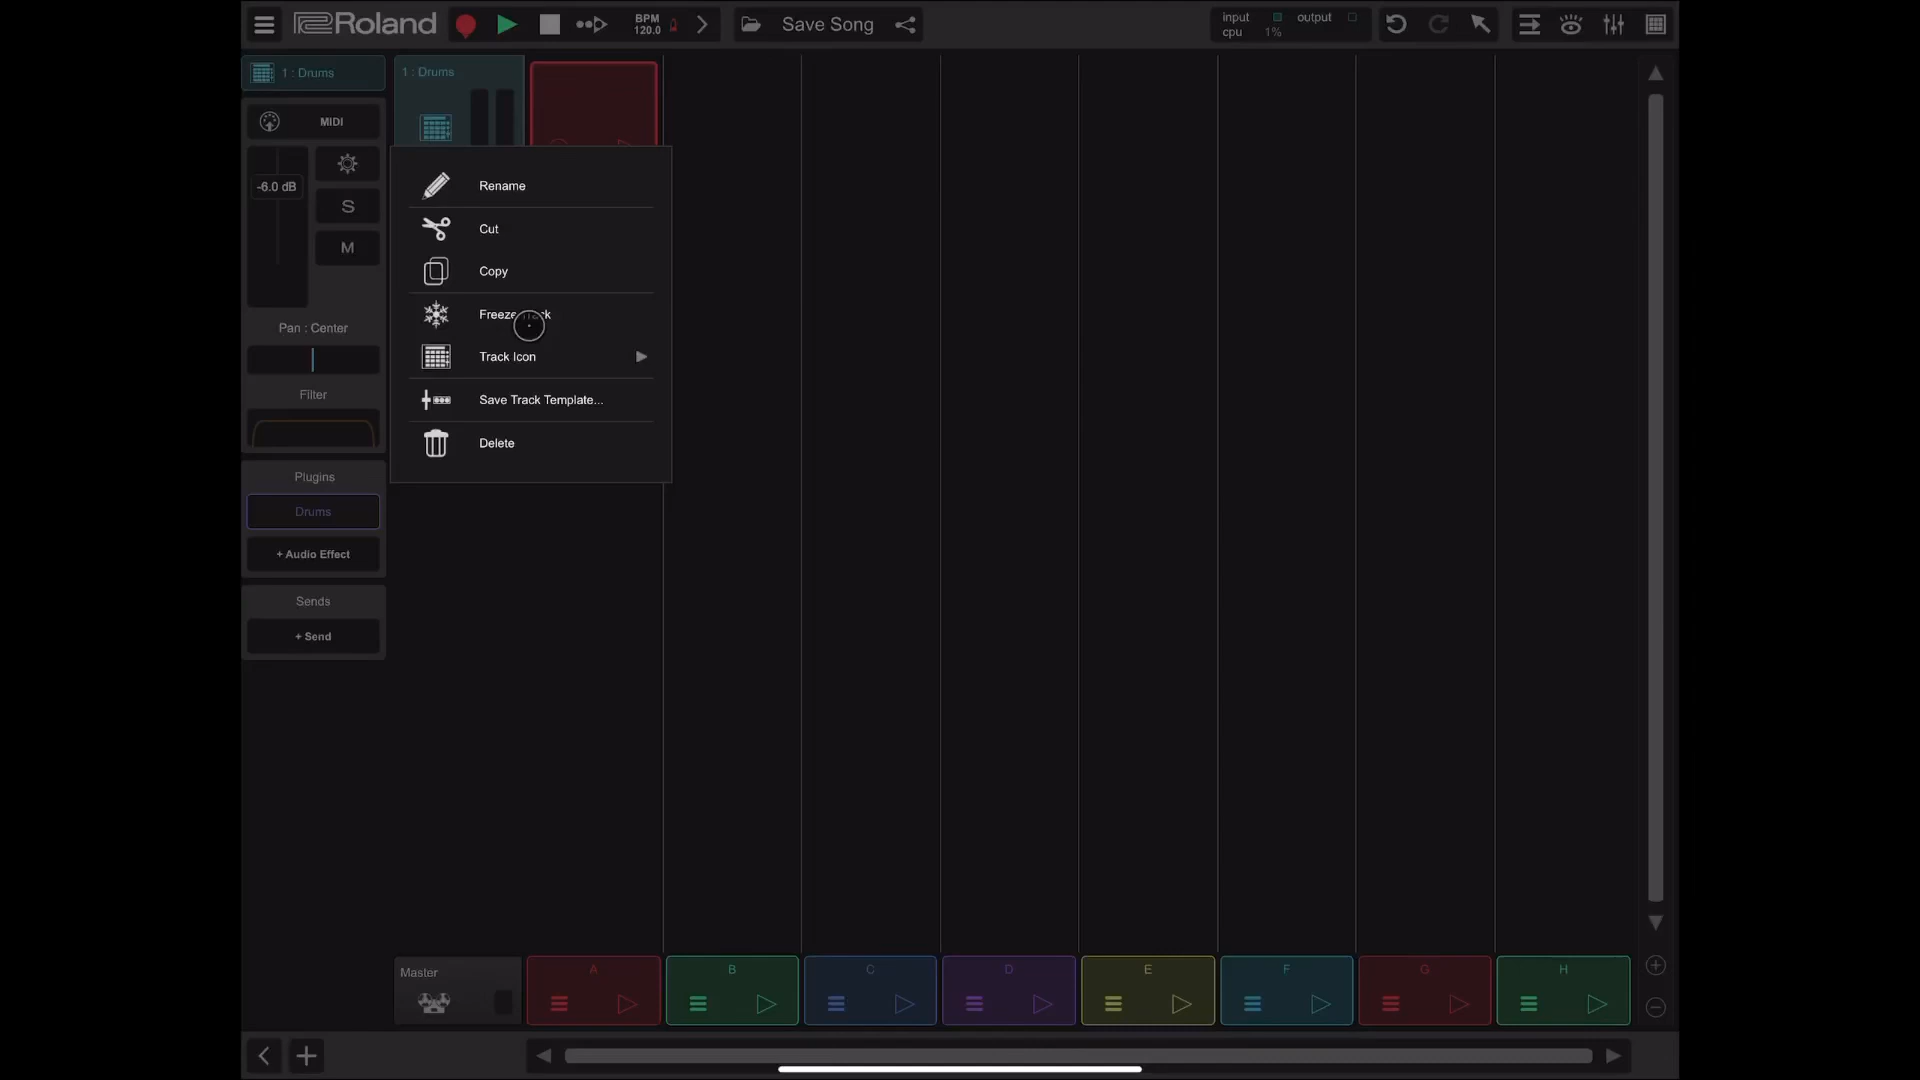 Roland
BPM
120.0
Save Song
input
output
cpu
1%
1 : Drums
1 : Drums
MIDI
-6.0 dB
S
M
Pan : Center
Filter
Plugins
Drums
+ Audio Effect
Sends
+ Send
Rename
Cut
Copy
Freeze
Track Icon
Save Track Template...
Delete
Master
A
B
C
D
E
F
G
H